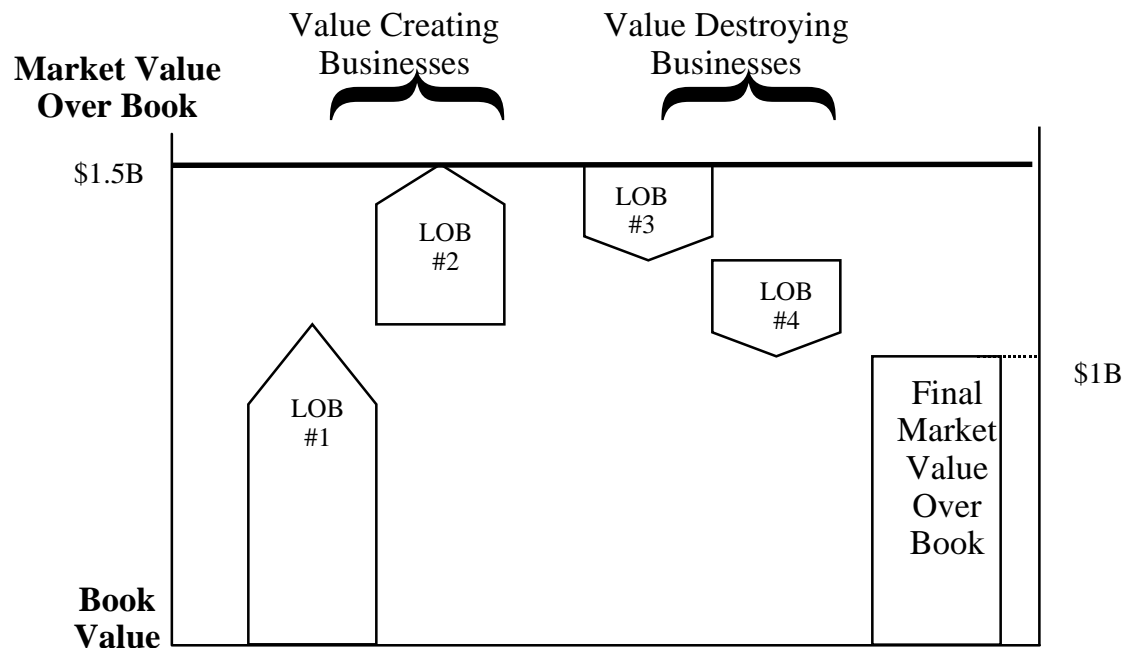 Value Creating
Businesses
Value Destroying
Businesses
Market Value
Over Book
$1.5B
LOB
#2
LOB
#3
LOB
#4
LOB
#1
$1B
Final
Market
Value
Over
Book
Book
Value